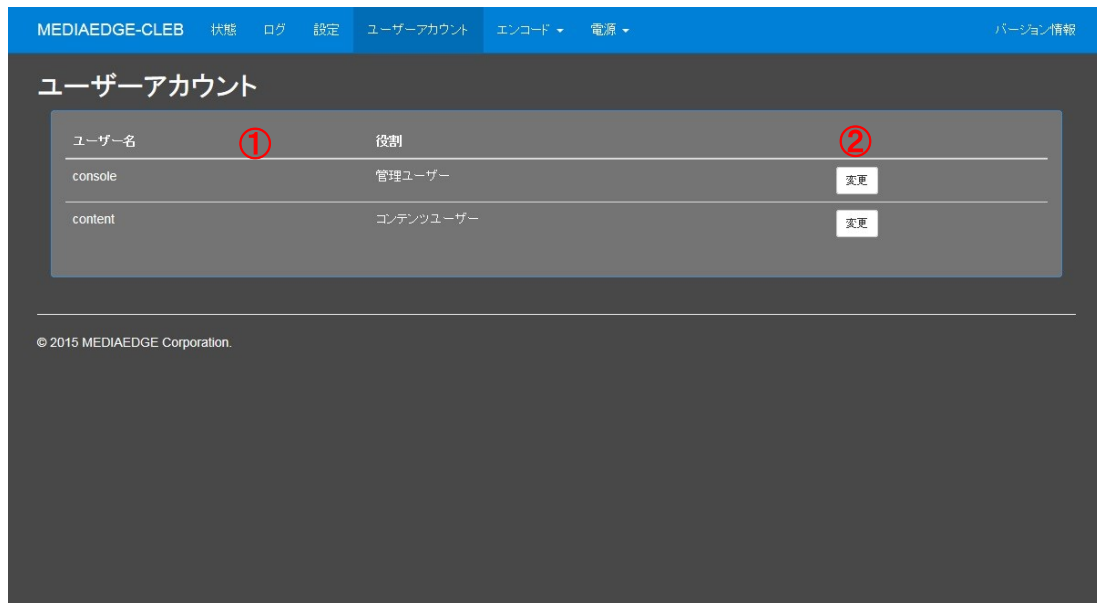 MEDIAEDGE-CLEB 状態 ログ 設定 ユーザーアカウント エンコード 電源 バージョン情報
ユーザーアカウント
ユーザー名 ① 役割 ②
console 管理ユーザー 変更
content コンテンツユーザー 変更
© 2015 MEDIAEDGE Corporation.